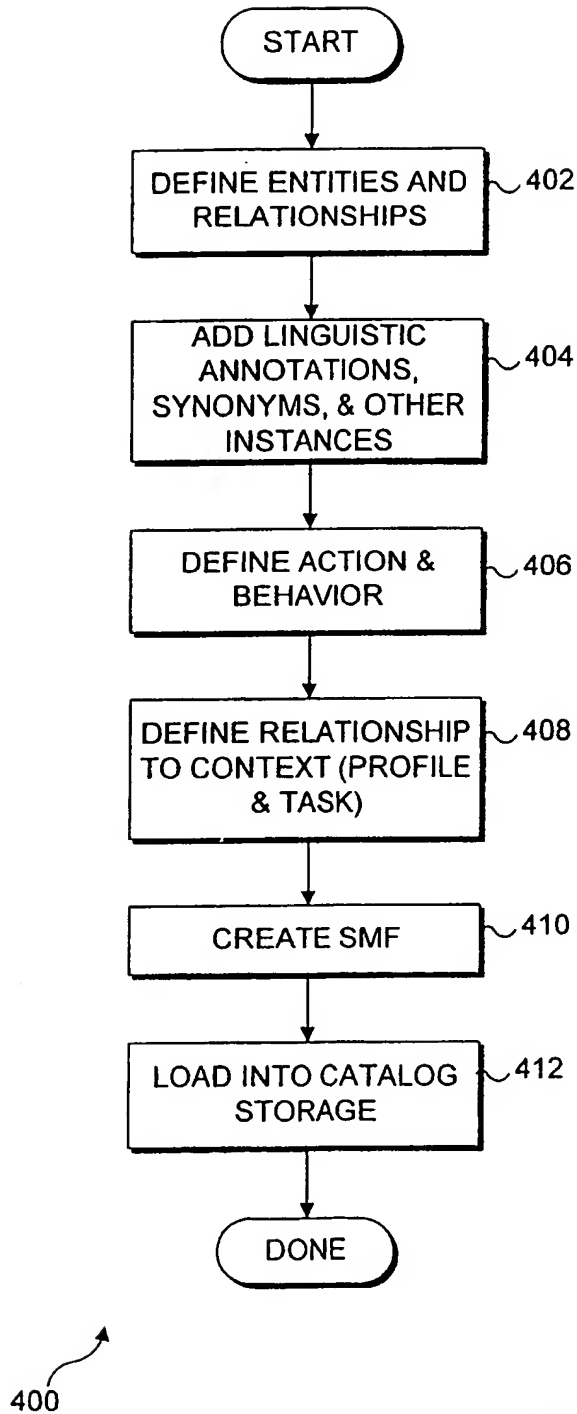 START
DEFINE ENTITIES AND
RELATIONSHIPS
402
ADD LINGUISTIC
ANNOTATIONS,
SYNONYMS, & OTHER
INSTANCES
404
DEFINE ACTION &
BEHAVIOR
406
DEFINE RELATIONSHIP
TO CONTEXT (PROFILE
& TASK)
408
CREATE SMF
410
LOAD INTO CATALOG
STORAGE
412
DONE
400